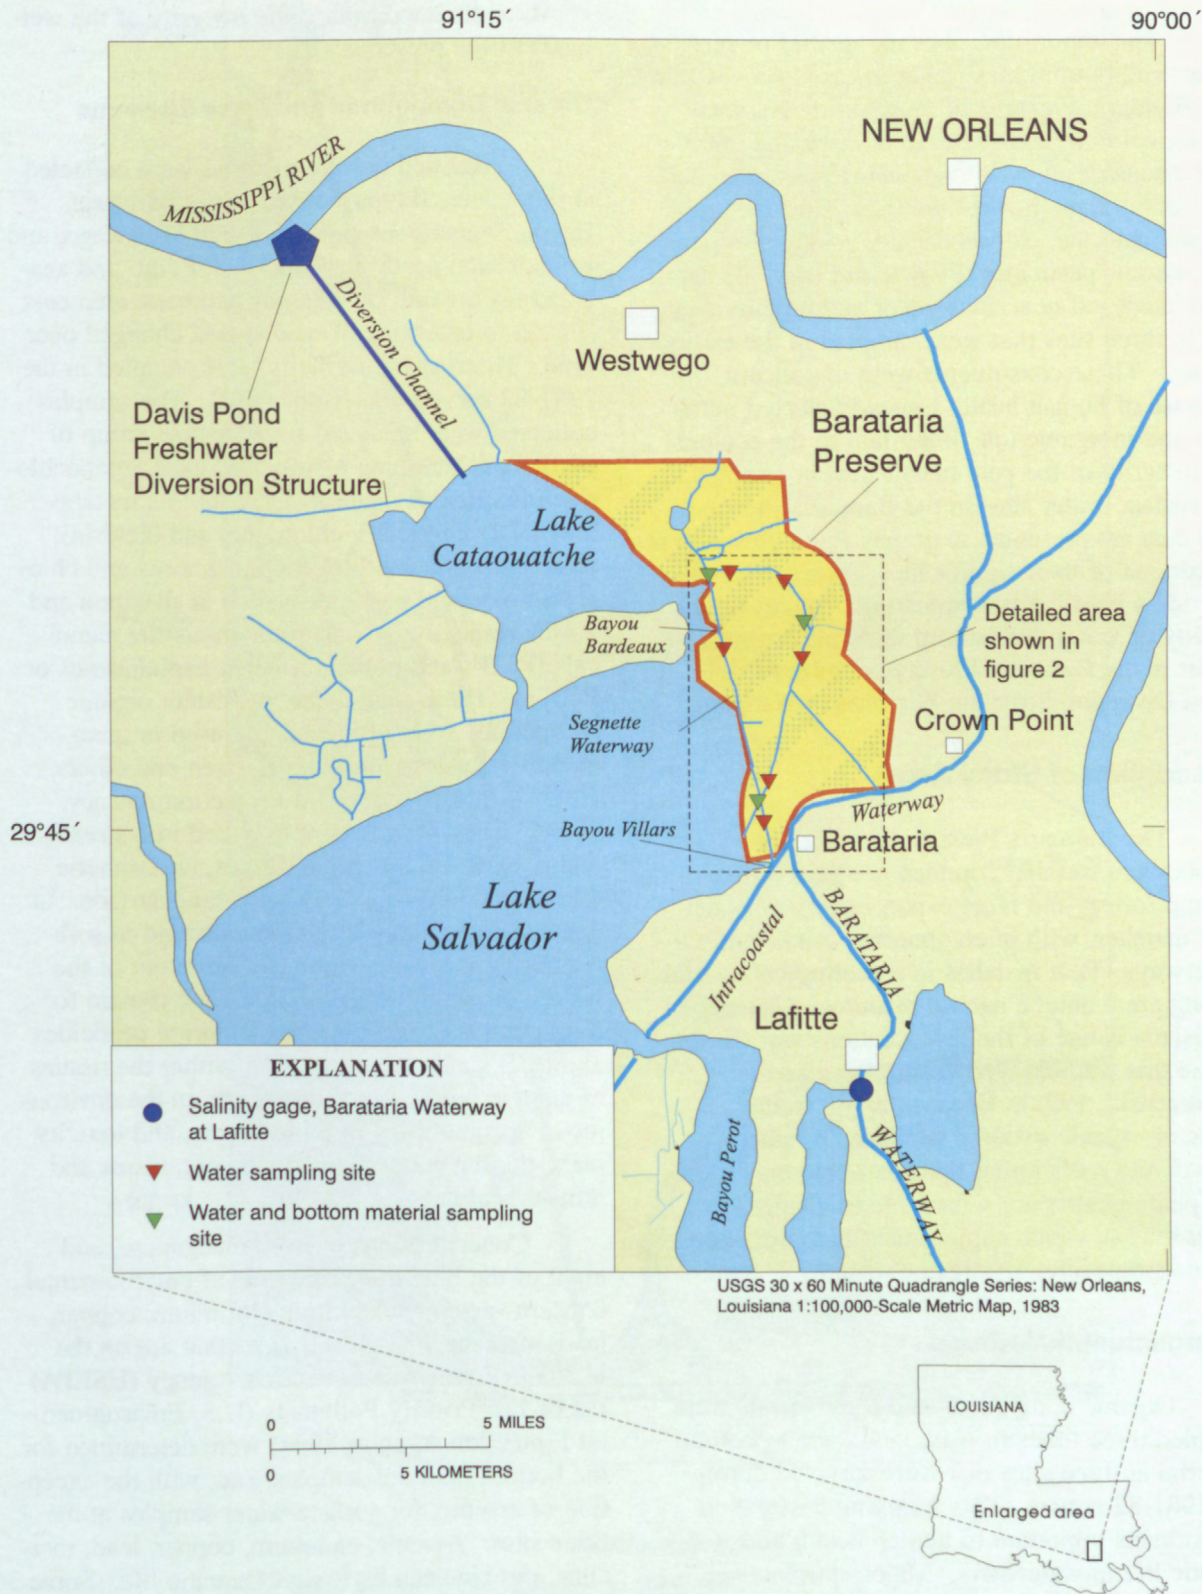 91°15′
90°00′
NEW ORLEANS
MISSISSIPPI RIVER
Diversion Channel
Westwego
Davis Pond
Freshwater
Diversion Structure
Barataria
Preserve
Lake
Cataouatche
Bayou
Bardeaux
Detailed area
shown in
figure 2
Segnette
Waterway
Crown Point
Waterway
29°45′
Bayou Villars
Barataria
Lake
Salvador
Intracoastal
BARATARIA
Lafitte
WATERWAY
Bayou Perot
EXPLANATION
Salinity gage, Barataria Waterway
at Lafitte
Water sampling site
Water and bottom material sampling
site
USGS 30 x 60 Minute Quadrangle Series: New Orleans,
Louisiana 1:100,000-Scale Metric Map, 1983
0 5 MILES
0 5 KILOMETERS
LOUISIANA
Enlarged area